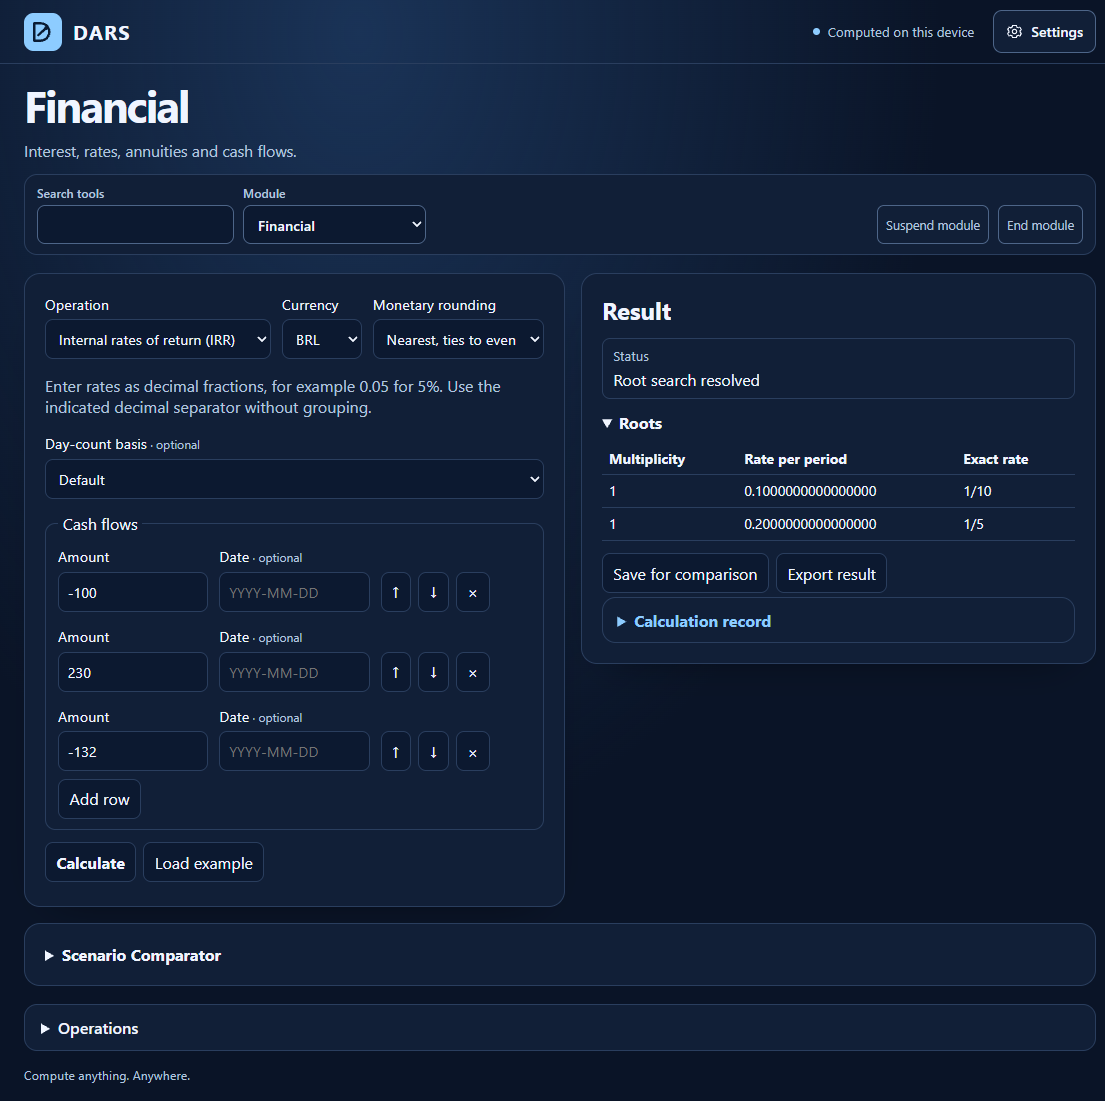 DARS
Computed on this device
Settings
Financial
Interest, rates, annuities and cash flows.
Search tools
Module
Financial
Suspend module
End module
Operation
Currency
Monetary rounding
Internal rates of return (IRR)
BRL
Nearest, ties to even
Enter rates as decimal fractions, for example 0.05 for 5%. Use the
indicated decimal separator without grouping.
Day-count basis · optional
Default
Cash flows
Amount
Date · optional
-100
YYYY-MM-DD
↑
↓
×
Amount
Date · optional
230
YYYY-MM-DD
↑
↓
×
Amount
Date · optional
-132
YYYY-MM-DD
↑
↓
×
Add row
Calculate
Load example
Result
Status
Root search resolved
▼ Roots
Multiplicity Rate per period Exact rate
1 0.1000000000000000 1/10
1 0.2000000000000000 1/5
Save for comparison
Export result
▶ Calculation record
▶ Scenario Comparator
▶ Operations
Compute anything. Anywhere.